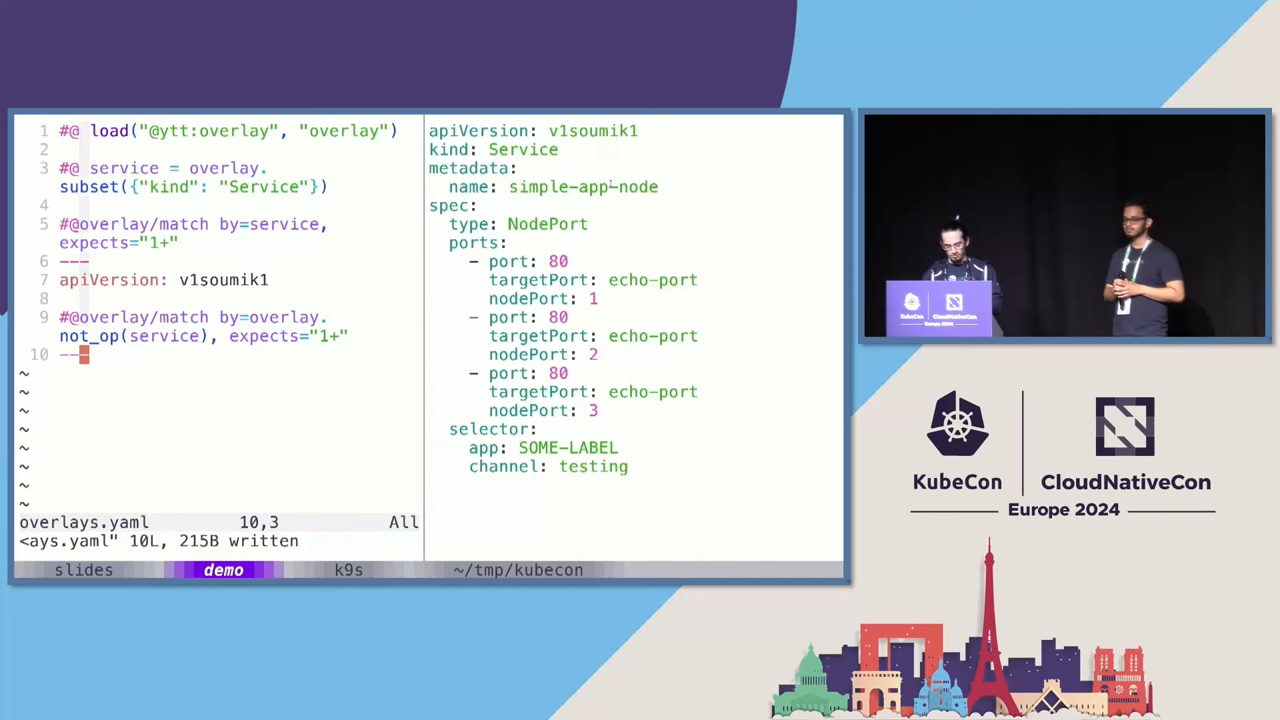 1 #@ load("@ytt:overlay", "overlay")
2
3 #@ service = overlay.
subset({"kind": "Service"})
4
5 #@overlay/match by=service,
expects="1+"
6 ---
7 apiVersion: v1soumik1
8
9 #@overlay/match by=overlay.
not_op(service), expects="1+"
10 ---
~
~
~
~
~
~
~
~
overlays.yaml 10,3 All
<ays.yaml" 10L, 215B written
apiVersion: v1soumik1
kind: Service
metadata:
name: simple-app-node
spec:
type: NodePort
ports:
- port: 80
targetPort: echo-port
nodePort: 1
- port: 80
targetPort: echo-port
nodePort: 2
- port: 80
targetPort: echo-port
nodePort: 3
selector:
app: SOME-LABEL
channel: testing
slides demo k9s ~/tmp/kubecon
KubeCon CloudNativeCon
Europe 2024
KubeCon CloudNativeCon
Europe 2024